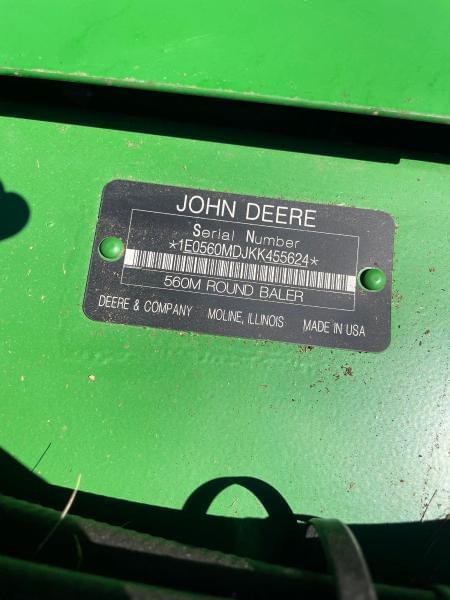 JOHN DEERE
Serial Number
*1E0560MDJKK455624*
560M ROUND BALER
DEERE & COMPANY MOLINE, ILLINOIS MADE IN USA